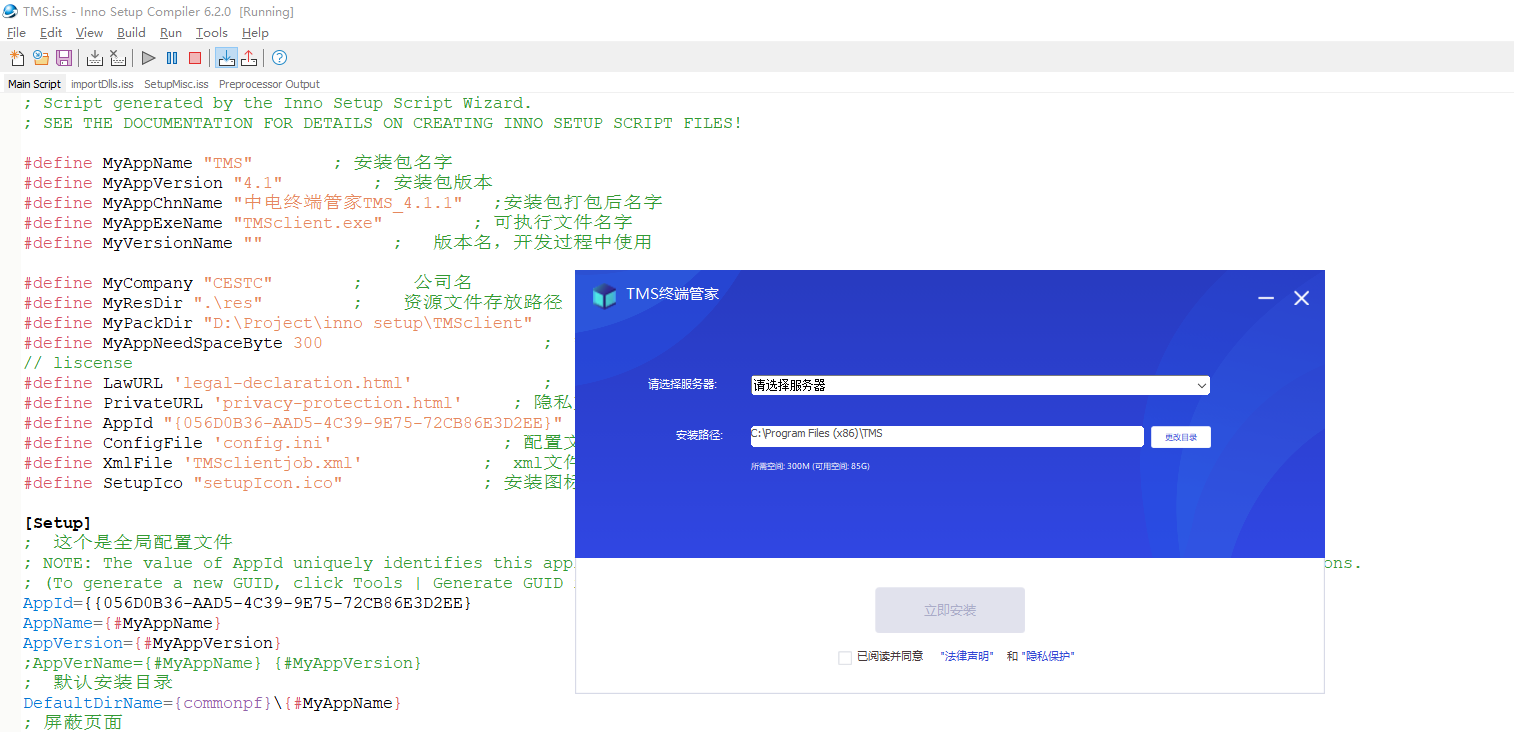 TMS.iss - Inno Setup Compiler 6.2.0 [Running]
File Edit View Build Run Tools Help
Main Script importDlls.iss SetupMisc.iss Preprocessor Output
; Script generated by the Inno Setup Script Wizard.
; SEE THE DOCUMENTATION FOR DETAILS ON CREATING INNO SETUP SCRIPT FILES!
#define MyAppName "TMS" ; 安装包名字
#define MyAppVersion "4.1" ; 安装包版本
#define MyAppChnName "中电终端管家TMS_4.1.1" ;安装包打包后名字
#define MyAppExeName "TMSclient.exe" ; 可执行文件名字
#define MyVersionName "" ; 版本名，开发过程中使用
#define MyCompany "CESTC" ; 公司名
#define MyResDir ".\res" ; 资源文件存放路径
#define MyPackDir "D:\Project\inno setup\TMSclient"
#define MyAppNeedSpaceByte 300 ;
// liscense
#define LawURL 'legal-declaration.html' ;
#define PrivateURL 'privacy-protection.html' ; 隐私
#define AppId "{056D0B36-AAD5-4C39-9E75-72CB86E3D2EE}"
#define ConfigFile 'config.ini' ; 配置文
#define XmlFile 'TMSclientjob.xml' ; xml文件
#define SetupIco "setupIcon.ico" ; 安装图标
[Setup]
; 这个是全局配置文件
; NOTE: The value of AppId uniquely identifies this app ons.
; (To generate a new GUID, click Tools | Generate GUID
AppId={{056D0B36-AAD5-4C39-9E75-72CB86E3D2EE}
AppName={#MyAppName}
AppVersion={#MyAppVersion}
;AppVerName={#MyAppName} {#MyAppVersion}
; 默认安装目录
DefaultDirName={commonpf}\{#MyAppName}
; 屏蔽页面
TMS终端管家
请选择服务器: 请选择服务器
安装路径: C:\Program Files (x86)\TMS 更改目录
所需空间: 300M (可用空间: 85G)
立即安装
已阅读并同意 "法律声明" 和 "隐私保护"